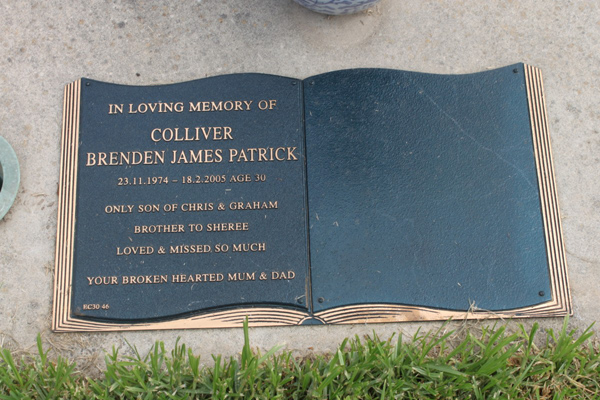 IN LOVING MEMORY OF
COLLIVER
BRENDEN JAMES PATRICK
23.11.1974 – 18.2.2005 AGE 30
ONLY SON OF CHRIS & GRAHAM
BROTHER TO SHEREE
LOVED & MISSED SO MUCH
YOUR BROKEN HEARTED MUM & DAD
BC30 46